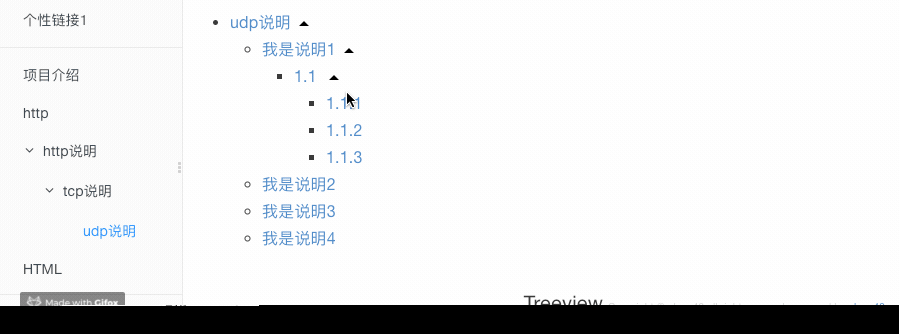 个性链接1
项目介绍
http
http说明
tcp说明
udp说明
HTML
Made with Gifox
udp说明
我是说明1
1.1
1.1.1
1.1.2
1.1.3
我是说明2
我是说明3
我是说明4
Treeview